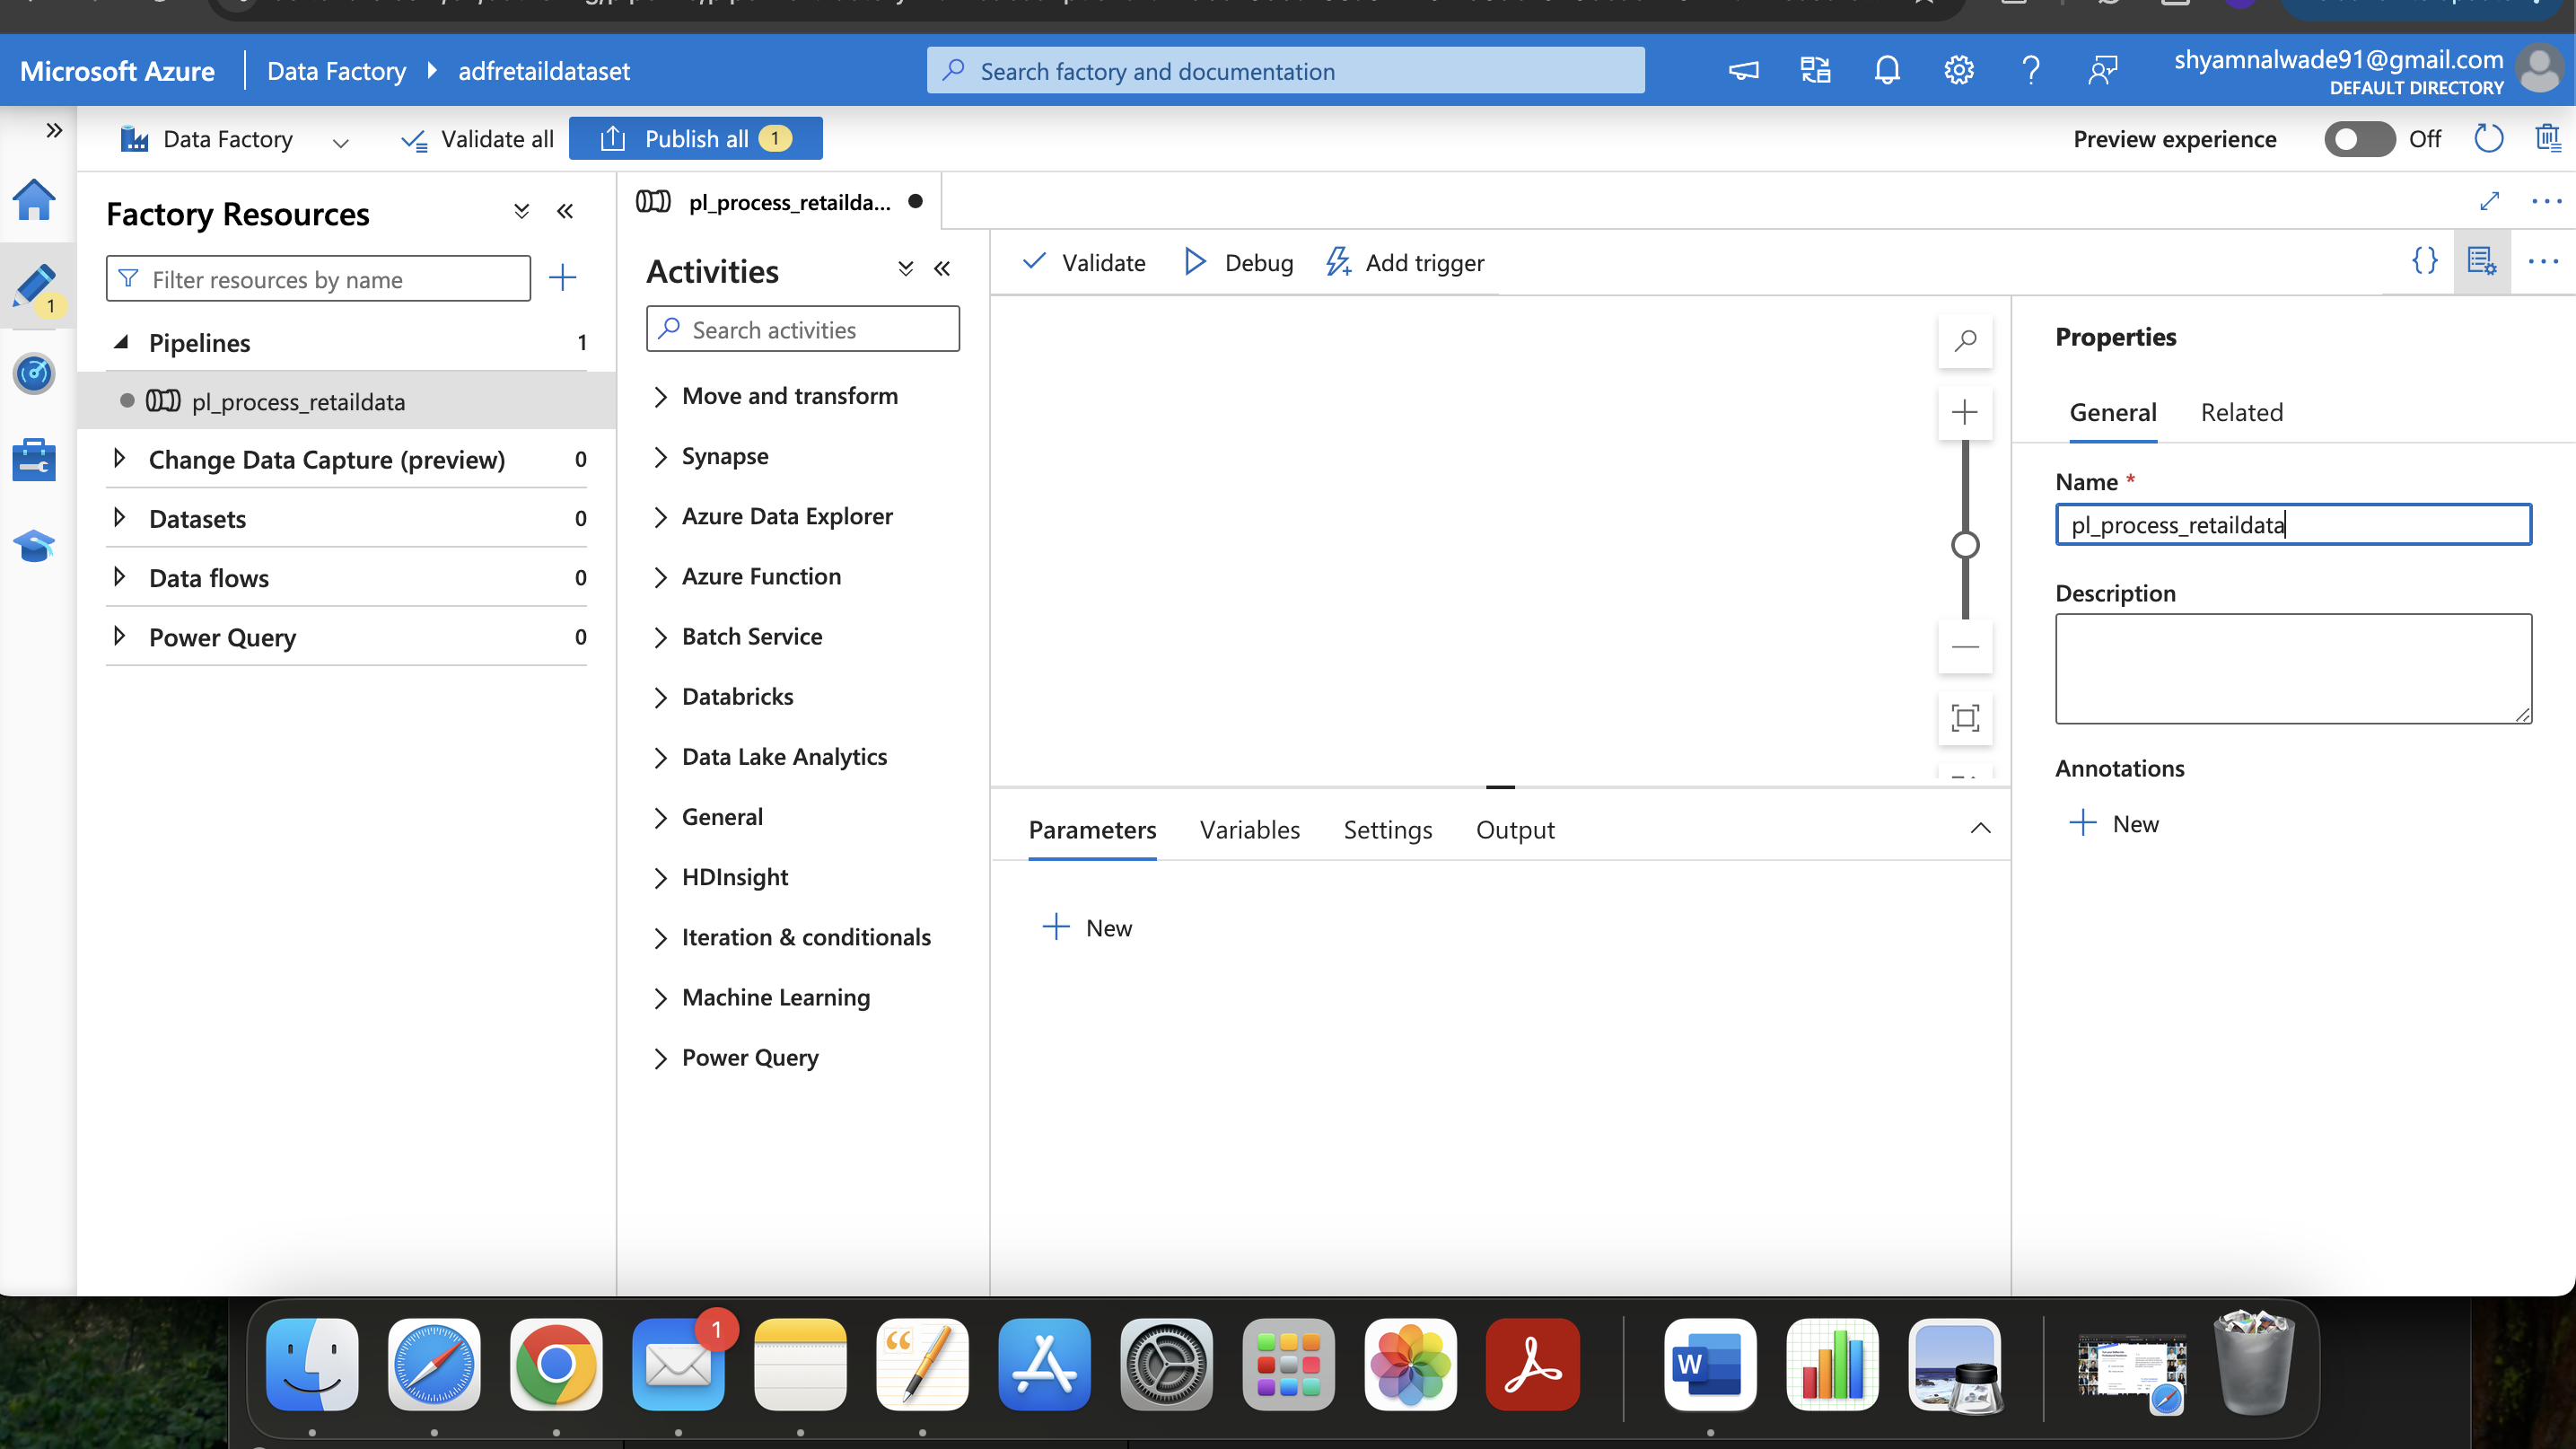 Microsoft Azure
Data Factory
adfretaildataset
Search factory and documentation
shyamnalwade91@gmail.com
DEFAULT DIRECTORY
Data Factory
Validate all
Publish all 1
Preview experience
Off
1
Factory Resources
Filter resources by name
Pipelines 1
pl_process_retaildata
Change Data Capture (preview) 0
Datasets 0
Data flows 0
Power Query 0
pl_process_retailda...
Activities
Search activities
Move and transform
Synapse
Azure Data Explorer
Azure Function
Batch Service
Databricks
Data Lake Analytics
General
HDInsight
Iteration & conditionals
Machine Learning
Power Query
Validate
Debug
Add trigger
Parameters
Variables
Settings
Output
New
Properties
General
Related
Name *
pl_process_retaildata
Description
Annotations
New
1
W